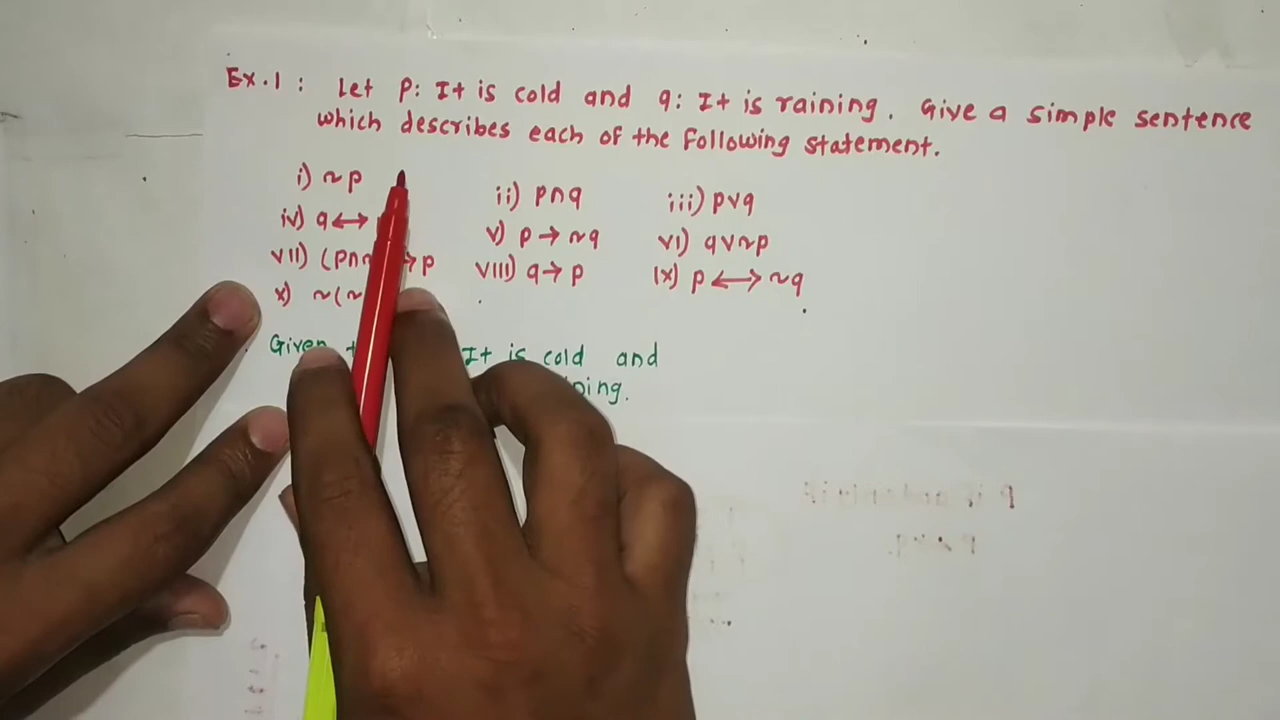 Ex.1 : Let p: It is cold and q: It is raining. Give a simple sentence
which describes each of the following statement.
i) ~p ii) p∩q iii) p∨q
iv) q↔ v) p → ~q vi) q∨~p
vii) (p∩ →p viii) q→p ix) p ↔ ~q
x) ~(~
Given It is cold and